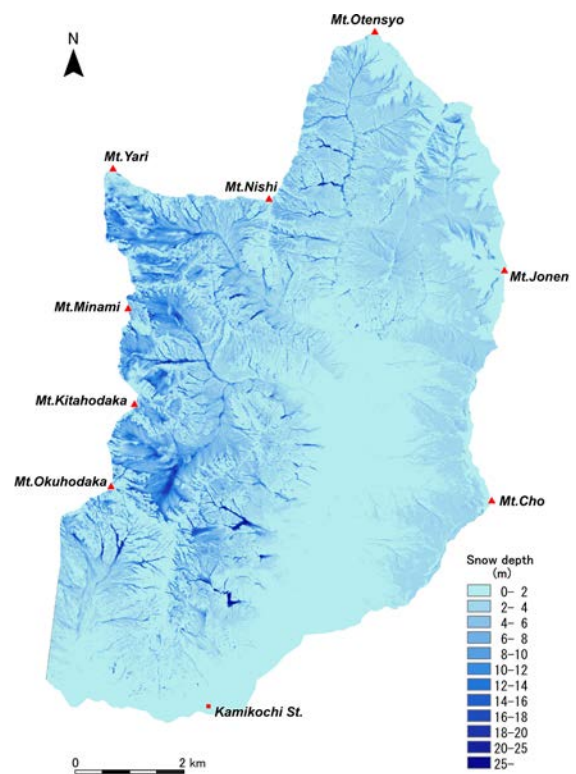 Mt.Otensyo
N
Mt.Yari
Mt.Nishi
Mt.Jonen
Mt.Minami
Mt.Kitahodaka
Mt.Okuhodaka
Mt.Cho
Snow depth
(m)
0- 2
2- 4
4- 6
6- 8
8-10
10-12
12-14
14-16
16-18
18-20
20-25
25-
Kamikochi St.
0 2 km